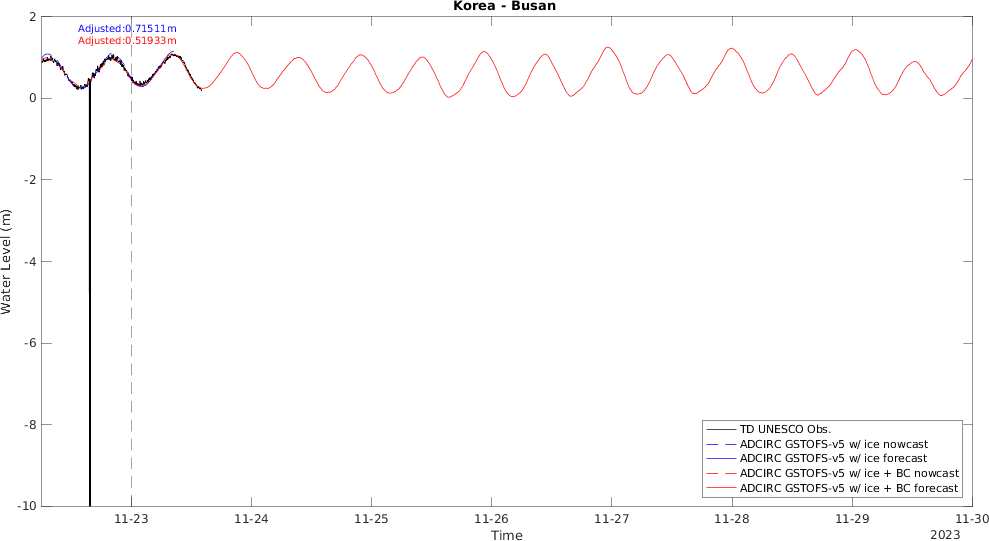 Korea - Busan
Adjusted:0.71511m
Adjusted:0.51933m
2
0
-2
-4
-6
-8
-10
Water Level (m)
TD UNESCO Obs.
ADCIRC GSTOFS-v5 w/ ice nowcast
ADCIRC GSTOFS-v5 w/ ice forecast
ADCIRC GSTOFS-v5 w/ ice + BC nowcast
ADCIRC GSTOFS-v5 w/ ice + BC forecast
11-23 11-24 11-25 11-26 11-27 11-28 11-29 11-30
Time
2023